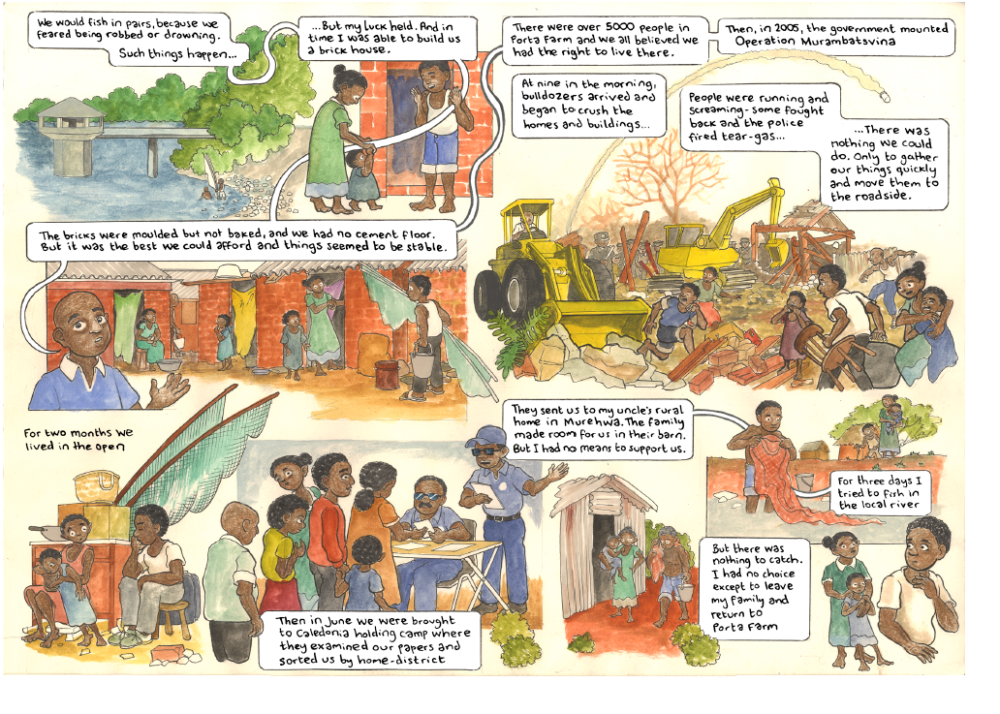 We would fish in pairs, because we
feared being robbed or drowning.
Such things happen...
...But my luck held. And in
time I was able to build us
a brick house.
The bricks were moulded but not baked, and we had no cement floor.
But it was the best we could afford and things seemed to be stable.
There were over 5000 people in
Porta Farm and we all believed we
had the right to live there.
Then, in 2005, the government mounted
Operation Murambatsvina
At nine in the morning,
bulldozers arrived and
began to crush the
homes and buildings...
People were running and
screaming - some fought
back and the police
fired tear-gas...
...There was
nothing we could
do. Only to gather
our things quickly
and move them to
the roadside.
For two months we
lived in the open
Then in June we were brought
to Caledonia holding camp where
they examined our papers and
sorted us by home-district
They sent us to my uncle's rural
home in Murehwa. The family
made room for us in their barn.
But I had no means to support us.
For three days I
tried to fish in
the local river
But there was
nothing to catch.
I had no choice
except to leave
my family and
return to
Porta Farm